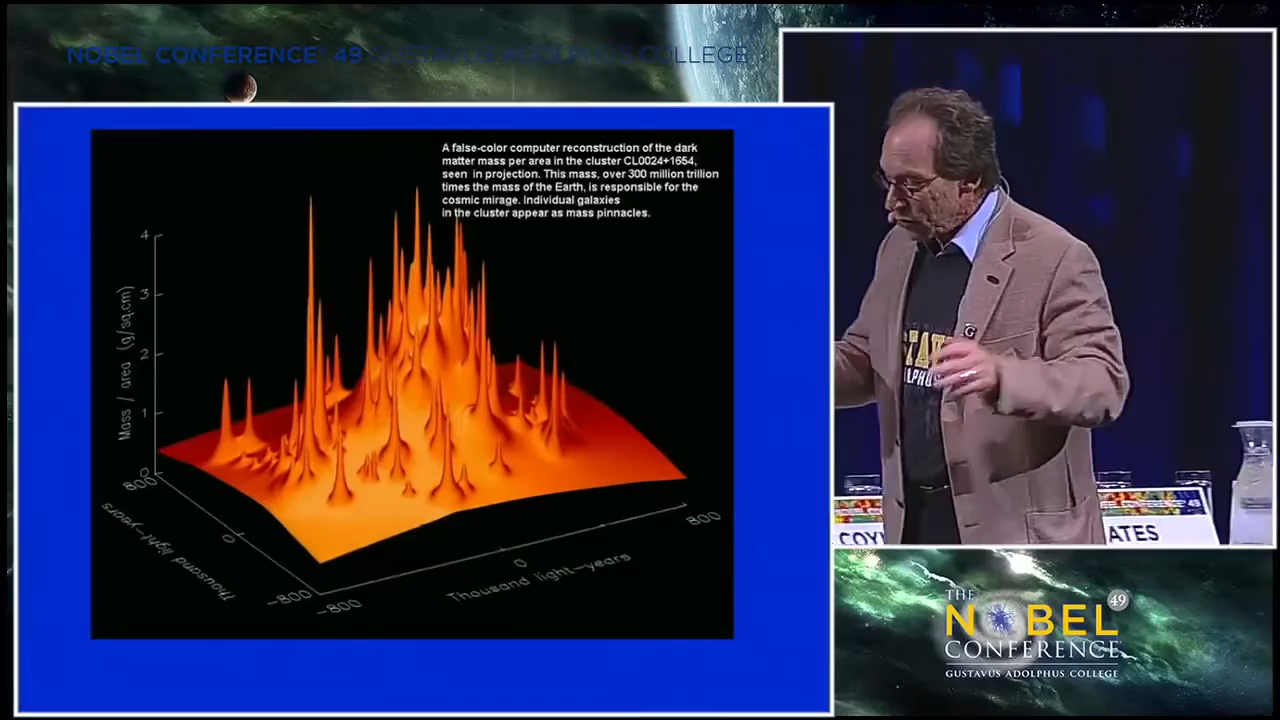 NOBEL CONFERENCE 49 GUSTAVUS ADOLPHUS COLLEGE
A false-color computer reconstruction of the dark
matter mass per area in the cluster CL0024+1654,
seen in projection. This mass, over 300 million trillion
times the mass of the Earth, is responsible for the
cosmic mirage. Individual galaxies
in the cluster appear as mass pinnacles.
4
3
2
1
0
Mass / area (g/sq.cm)
800
0
-800
Thousand light-years
-800
0
800
Thousand light-years
G
ATES
THE
NOBEL
49
CONFERENCE
GUSTAVUS ADOLPHUS COLLEGE